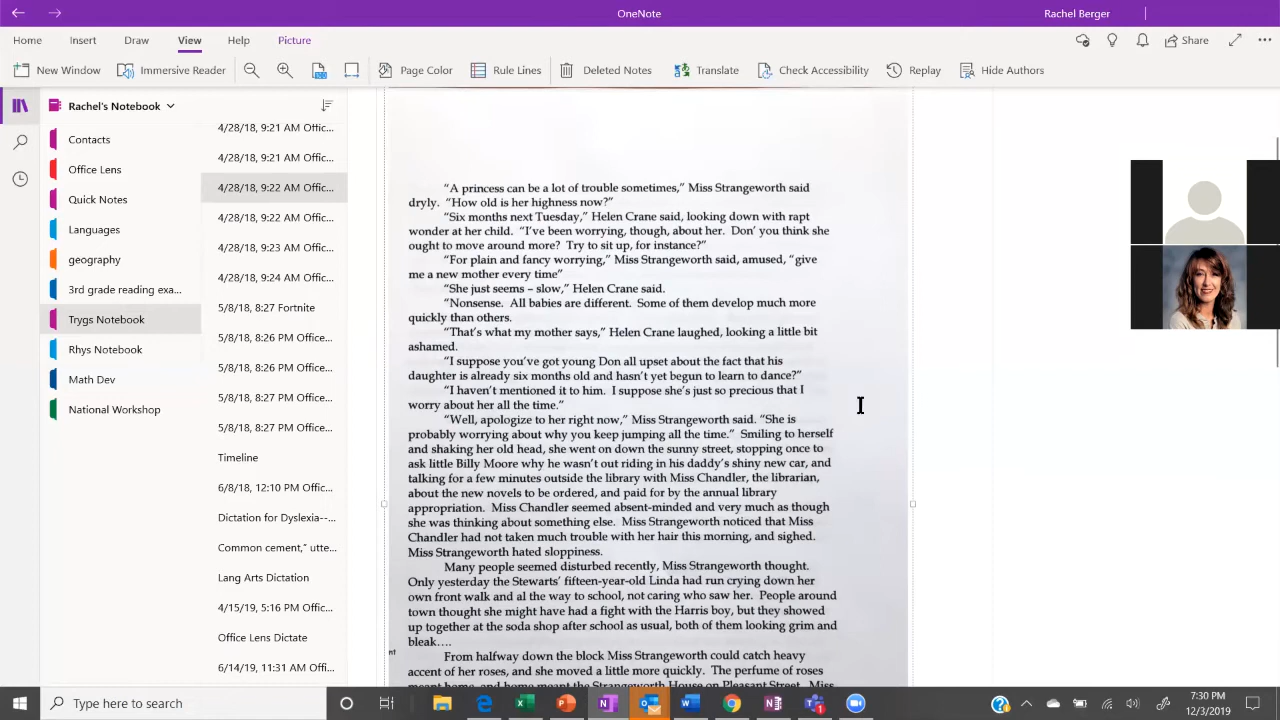 OneNote
Rachel Berger
Home Insert Draw View Help Picture
Share
New Window Immersive Reader Page Color Rule Lines Deleted Notes Translate Check Accessibility Replay Hide Authors
Rachel's Notebook
Contacts
Office Lens
Quick Notes
Languages
geography
3rd grade reading exa...
Trygs Notebook
Rhys Notebook
Math Dev
National Workshop
4/28/18, 9:21 AM Offic...
4/28/18, 9:21 AM Offic...
4/28/18, 9:22 AM Offic...
4/28/18, 9:22 AM Offic...
4/28/18, 9:23 AM Offic...
4/28/18, 9:24 AM Offic...
5/8/18, 8:27 Fortnite
5/8/18, 8:26 PM Office...
5/8/18, 8:26 PM Office...
5/8/18, 8:27 PM Office...
5/8/18, 8:27 PM Office...
Timeline
6/8/18, 12:10 PM Offic...
Dictation for Dyslexia--...
Common cement," utte...
Lang Arts Dictation
4/15/19, 5:16 PM Offic...
Office Lens Dictate
6/14/19, 11:31 AM Offi...
"A princess can be a lot of trouble sometimes," Miss Strangeworth said
dryly. "How old is her highness now?"
"Six months next Tuesday," Helen Crane said, looking down with rapt
wonder at her child. "I've been worrying, though, about her. Don' you think she
ought to move around more? Try to sit up, for instance?"
"For plain and fancy worrying," Miss Strangeworth said, amused, "give
me a new mother every time"
"She just seems – slow," Helen Crane said.
"Nonsense. All babies are different. Some of them develop much more
quickly than others.
"That's what my mother says," Helen Crane laughed, looking a little bit
ashamed.
"I suppose you've got young Don all upset about the fact that his
daughter is already six months old and hasn't yet begun to learn to dance?"
"I haven't mentioned it to him. I suppose she's just so precious that I
worry about her all the time."
"Well, apologize to her right now," Miss Strangeworth said. "She is
probably worrying about why you keep jumping all the time." Smiling to herself
and shaking her old head, she went on down the sunny street, stopping once to
ask little Billy Moore why he wasn't out riding in his daddy's shiny new car, and
talking for a few minutes outside the library with Miss Chandler, the librarian,
about the new novels to be ordered, and paid for by the annual library
appropriation. Miss Chandler seemed absent-minded and very much as though
she was thinking about something else. Miss Strangeworth noticed that Miss
Chandler had not taken much trouble with her hair this morning, and sighed.
Miss Strangeworth hated sloppiness.
Many people seemed disturbed recently, Miss Strangeworth thought.
Only yesterday the Stewarts' fifteen-year-old Linda had run crying down her
own front walk and al the way to school, not caring who saw her. People around
town thought she might have had a fight with the Harris boy, but they showed
up together at the soda shop after school as usual, both of them looking grim and
bleak....
nt
From halfway down the block Miss Strangeworth could catch heavy
accent of her roses, and she moved a little more quickly. The perfume of roses
meant home, and home meant the Strangeworth House on Pleasant Street. Miss
Type here to search
7:30 PM
12/3/2019